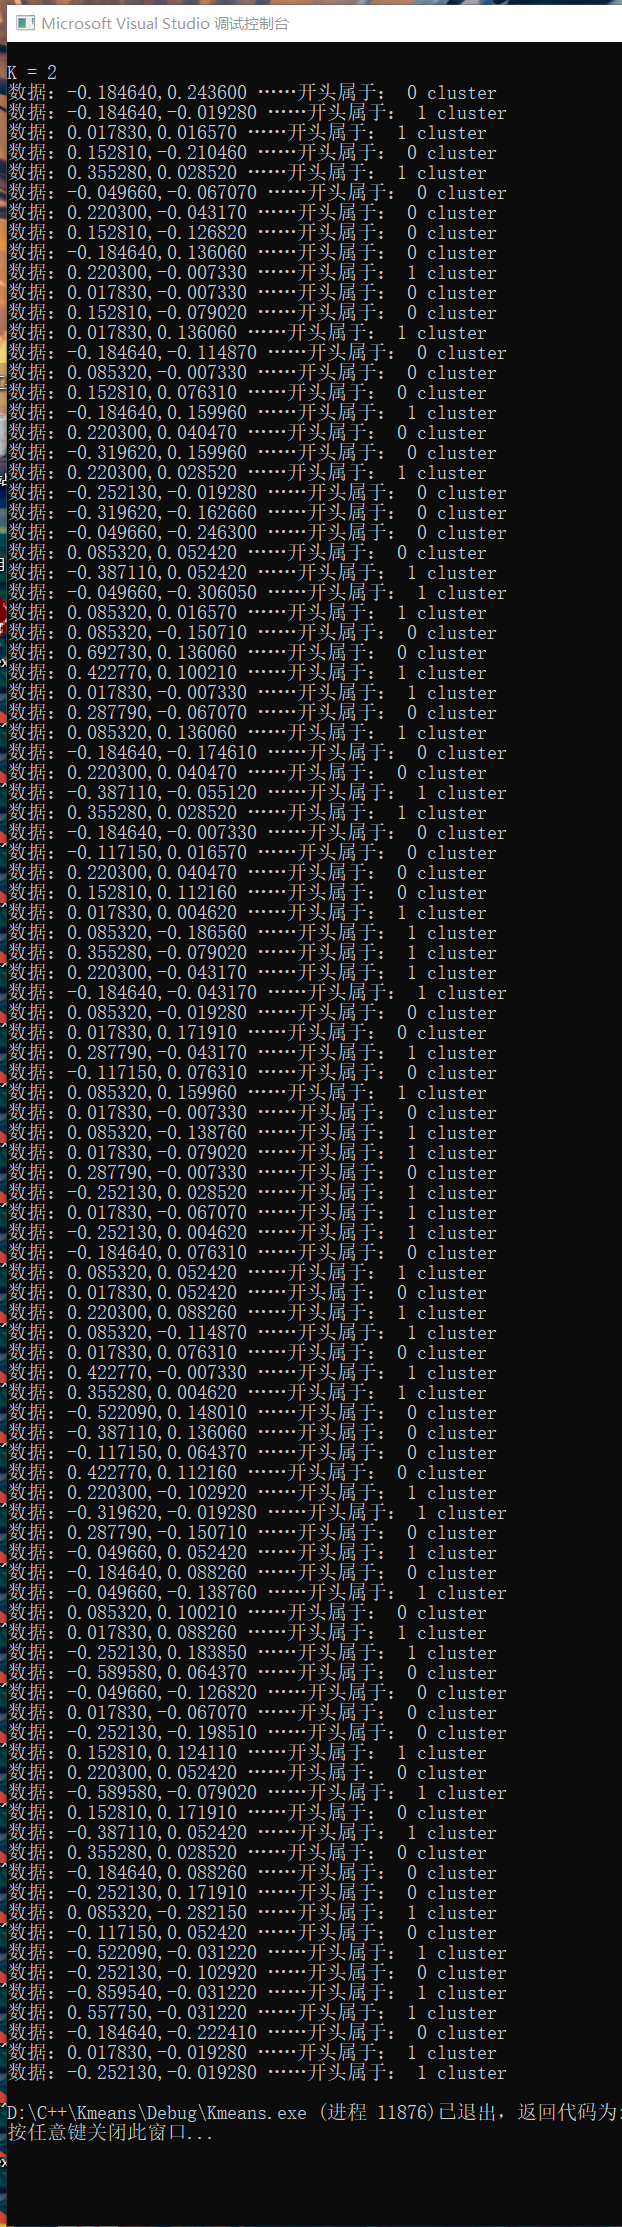 Microsoft Visual Studio 调试控制台
K = 2
数据：-0.184640,0.243600 ……开头属于： 0 cluster
数据：-0.184640,-0.019280 ……开头属于： 1 cluster
数据：0.017830,0.016570 ……开头属于： 1 cluster
数据：0.152810,-0.210460 ……开头属于： 0 cluster
数据：0.355280,0.028520 ……开头属于： 1 cluster
数据：-0.049660,-0.067070 ……开头属于： 0 cluster
数据：0.220300,-0.043170 ……开头属于： 0 cluster
数据：0.152810,-0.126820 ……开头属于： 0 cluster
数据：-0.184640,0.136060 ……开头属于： 0 cluster
数据：0.220300,-0.007330 ……开头属于： 1 cluster
数据：0.017830,-0.007330 ……开头属于： 0 cluster
数据：0.152810,-0.079020 ……开头属于： 0 cluster
数据：0.017830,0.136060 ……开头属于： 1 cluster
数据：-0.184640,-0.114870 ……开头属于： 0 cluster
数据：0.085320,-0.007330 ……开头属于： 0 cluster
数据：0.152810,0.076310 ……开头属于： 0 cluster
数据：-0.184640,0.159960 ……开头属于： 1 cluster
数据：0.220300,0.040470 ……开头属于： 0 cluster
数据：-0.319620,0.159960 ……开头属于： 0 cluster
数据：0.220300,0.028520 ……开头属于： 1 cluster
数据：-0.252130,-0.019280 ……开头属于： 0 cluster
数据：-0.319620,-0.162660 ……开头属于： 0 cluster
数据：-0.049660,-0.246300 ……开头属于： 0 cluster
数据：0.085320,0.052420 ……开头属于： 0 cluster
数据：-0.387110,0.052420 ……开头属于： 1 cluster
数据：-0.049660,-0.306050 ……开头属于： 1 cluster
数据：0.085320,0.016570 ……开头属于： 1 cluster
数据：0.085320,-0.150710 ……开头属于： 0 cluster
数据：0.692730,0.136060 ……开头属于： 0 cluster
数据：0.422770,0.100210 ……开头属于： 1 cluster
数据：0.017830,-0.007330 ……开头属于： 1 cluster
数据：0.287790,-0.067070 ……开头属于： 0 cluster
数据：0.085320,0.136060 ……开头属于： 1 cluster
数据：-0.184640,-0.174610 ……开头属于： 0 cluster
数据：0.220300,0.040470 ……开头属于： 0 cluster
数据：-0.387110,-0.055120 ……开头属于： 1 cluster
数据：0.355280,0.028520 ……开头属于： 1 cluster
数据：-0.184640,-0.007330 ……开头属于： 0 cluster
数据：-0.117150,0.016570 ……开头属于： 0 cluster
数据：0.220300,0.040470 ……开头属于： 0 cluster
数据：0.152810,0.112160 ……开头属于： 0 cluster
数据：0.017830,0.004620 ……开头属于： 1 cluster
数据：0.085320,-0.186560 ……开头属于： 1 cluster
数据：0.355280,-0.079020 ……开头属于： 1 cluster
数据：0.220300,-0.043170 ……开头属于： 1 cluster
数据：-0.184640,-0.043170 ……开头属于： 1 cluster
数据：0.085320,-0.019280 ……开头属于： 0 cluster
数据：0.017830,0.171910 ……开头属于： 0 cluster
数据：0.287790,-0.043170 ……开头属于： 1 cluster
数据：-0.117150,0.076310 ……开头属于： 0 cluster
数据：0.085320,0.159960 ……开头属于： 1 cluster
数据：0.017830,-0.007330 ……开头属于： 0 cluster
数据：0.085320,-0.138760 ……开头属于： 1 cluster
数据：0.017830,-0.079020 ……开头属于： 1 cluster
数据：0.287790,-0.007330 ……开头属于： 0 cluster
数据：-0.252130,0.028520 ……开头属于： 1 cluster
数据：0.017830,-0.067070 ……开头属于： 1 cluster
数据：-0.252130,0.004620 ……开头属于： 1 cluster
数据：-0.184640,0.076310 ……开头属于： 0 cluster
数据：0.085320,0.052420 ……开头属于： 1 cluster
数据：0.017830,0.052420 ……开头属于： 0 cluster
数据：0.220300,0.088260 ……开头属于： 1 cluster
数据：0.085320,-0.114870 ……开头属于： 1 cluster
数据：0.017830,0.076310 ……开头属于： 0 cluster
数据：0.422770,-0.007330 ……开头属于： 1 cluster
数据：0.355280,0.004620 ……开头属于： 1 cluster
数据：-0.522090,0.148010 ……开头属于： 0 cluster
数据：-0.387110,0.136060 ……开头属于： 0 cluster
数据：-0.117150,0.064370 ……开头属于： 0 cluster
数据：0.422770,0.112160 ……开头属于： 0 cluster
数据：0.220300,-0.102920 ……开头属于： 1 cluster
数据：-0.319620,-0.019280 ……开头属于： 1 cluster
数据：0.287790,-0.150710 ……开头属于： 0 cluster
数据：-0.049660,0.052420 ……开头属于： 1 cluster
数据：-0.184640,0.088260 ……开头属于： 0 cluster
数据：-0.049660,-0.138760 ……开头属于： 1 cluster
数据：0.085320,0.100210 ……开头属于： 0 cluster
数据：0.017830,0.088260 ……开头属于： 1 cluster
数据：-0.252130,0.183850 ……开头属于： 1 cluster
数据：-0.589580,0.064370 ……开头属于： 0 cluster
数据：-0.049660,-0.126820 ……开头属于： 0 cluster
数据：0.017830,-0.067070 ……开头属于： 0 cluster
数据：-0.252130,-0.198510 ……开头属于： 0 cluster
数据：0.152810,0.124110 ……开头属于： 1 cluster
数据：0.220300,0.052420 ……开头属于： 0 cluster
数据：-0.589580,-0.079020 ……开头属于： 1 cluster
数据：0.152810,0.171910 ……开头属于： 0 cluster
数据：-0.387110,0.052420 ……开头属于： 1 cluster
数据：0.355280,0.028520 ……开头属于： 0 cluster
数据：-0.184640,0.088260 ……开头属于： 0 cluster
数据：-0.252130,0.171910 ……开头属于： 0 cluster
数据：0.085320,-0.282150 ……开头属于： 1 cluster
数据：-0.117150,0.052420 ……开头属于： 0 cluster
数据：-0.522090,-0.031220 ……开头属于： 1 cluster
数据：-0.252130,-0.102920 ……开头属于： 0 cluster
数据：-0.859540,-0.031220 ……开头属于： 1 cluster
数据：0.557750,-0.031220 ……开头属于： 1 cluster
数据：-0.184640,-0.222410 ……开头属于： 0 cluster
数据：0.017830,-0.019280 ……开头属于： 1 cluster
数据：-0.252130,-0.019280 ……开头属于： 1 cluster
D:\C++\Kmeans\Debug\Kmeans.exe (进程 11876)已退出，返回代码为:
按任意键关闭此窗口...